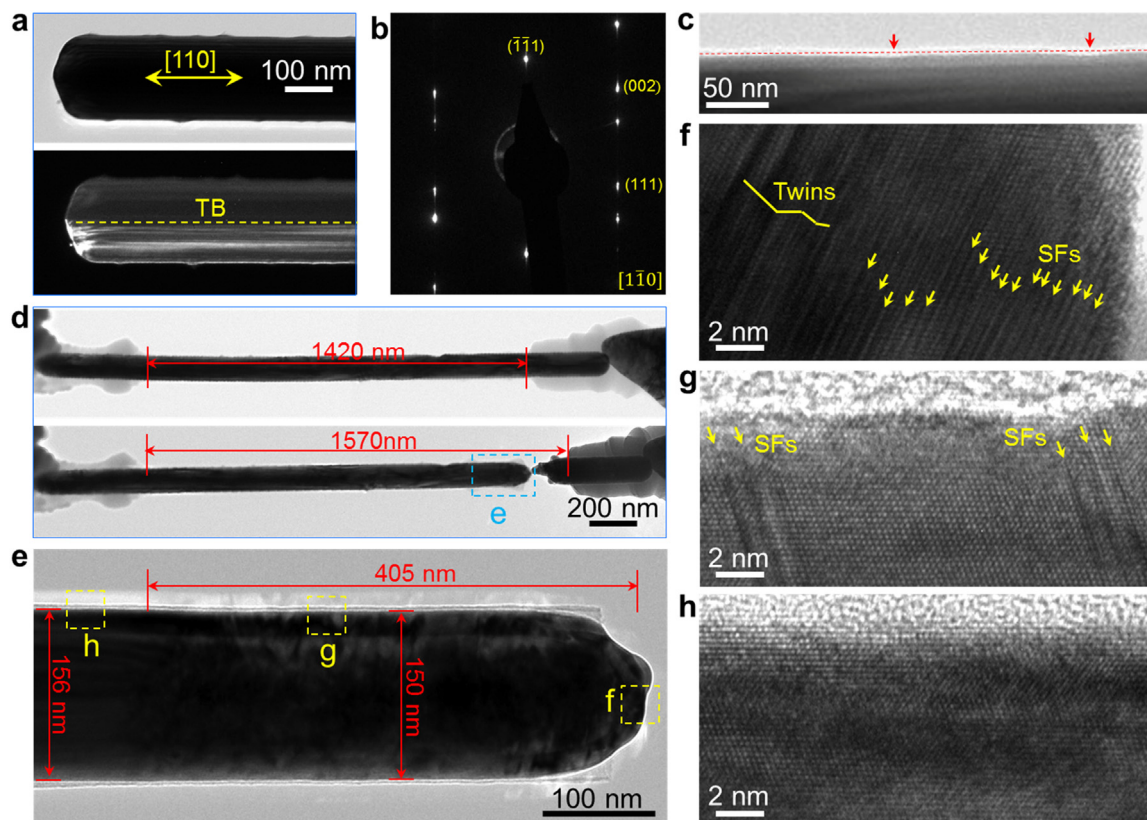 a
[110]
100 nm
TB
b
(1̄1̄1)
(002)
(111)
[11̄0]
c
50 nm
d
1420 nm
1570nm
e
200 nm
e
405 nm
h
g
156 nm
150 nm
f
100 nm
f
Twins
SFs
2 nm
g
SFs
SFs
2 nm
h
2 nm